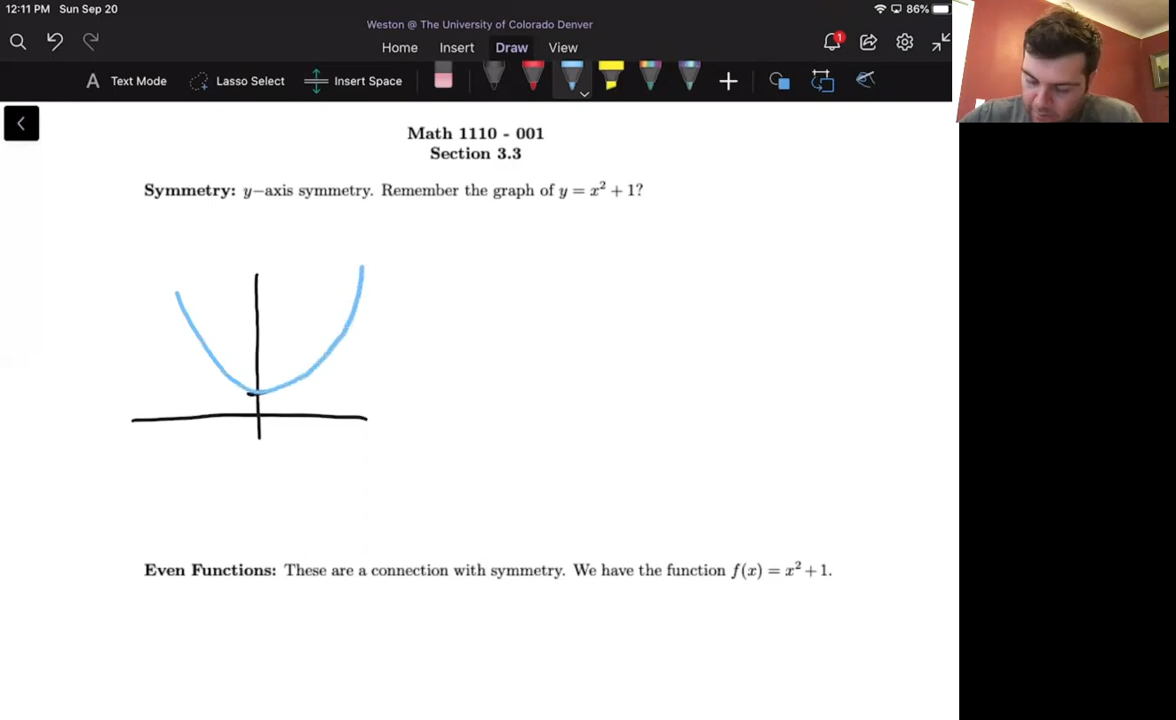 12:11 PM Sun Sep 20
86%
Weston @ The University of Colorado Denver
Home Insert Draw View
1
A Text Mode Lasso Select Insert Space
Math 1110 - 001
Section 3.3
Symmetry: y−axis symmetry. Remember the graph of y = x² + 1?
Even Functions: These are a connection with symmetry. We have the function f(x) = x² + 1.